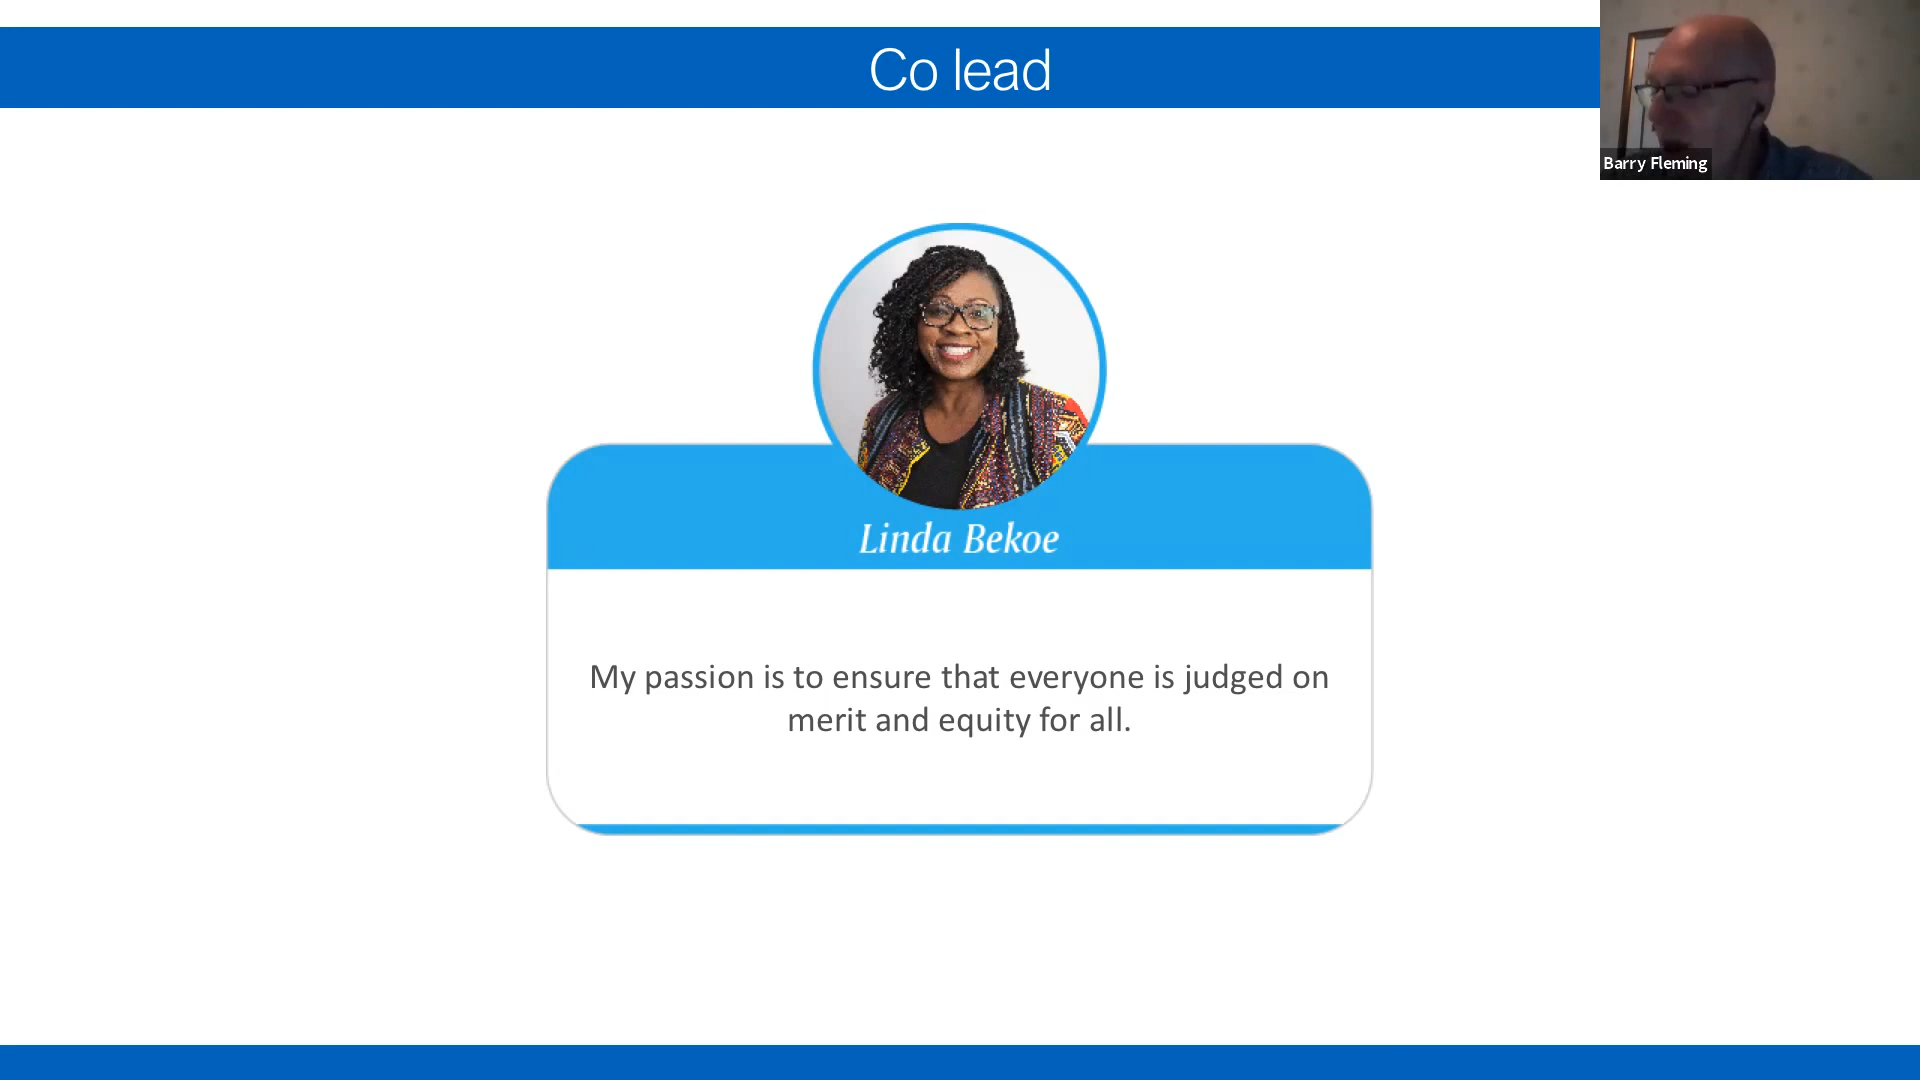 Co lead
Barry Fleming
Linda Bekoe
My passion is to ensure that everyone is judged on
merit and equity for all.